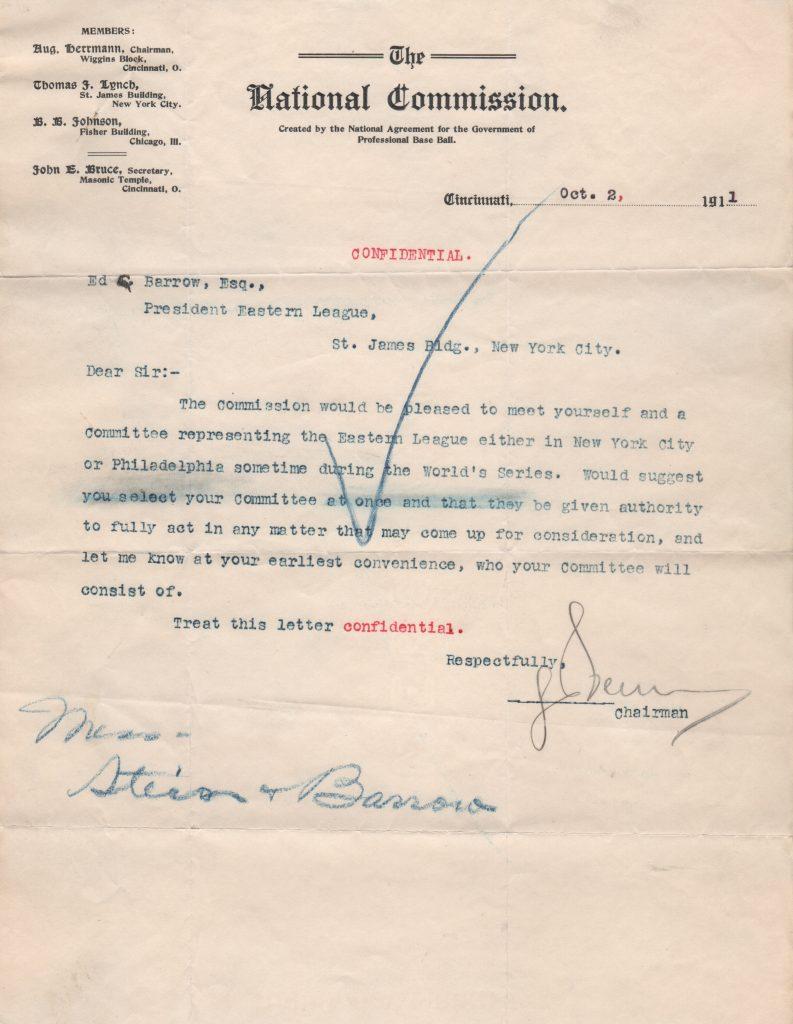 MEMBERS:
Aug. Herrmann, Chairman,
Wiggins Block,
Cincinnati, O.
Thomas J. Lynch,
St. James Building,
New York City.
B. B. Johnson,
Fisher Building,
Chicago, Ill.
John E. Bruce, Secretary,
Masonic Temple,
Cincinnati, O.
The
National Commission.
Created by the National Agreement for the Government of
Professional Base Ball.
Cincinnati, Oct. 2, 1911
CONFIDENTIAL.
Ed Barrow, Esq.,
President Eastern League,
St. James Bldg., New York City.
Dear Sir:-
The Commission would be pleased to meet yourself and a
Committee representing the Eastern League either in New York City
or Philadelphia sometime during the World's Series. Would suggest
you select your Committee at once and that they be given authority
to fully act in any matter that may come up for consideration, and
let me know at your earliest convenience, who your Committee will
consist of.
Treat this letter confidential.
Respectfully,
Chairman
& Barrow